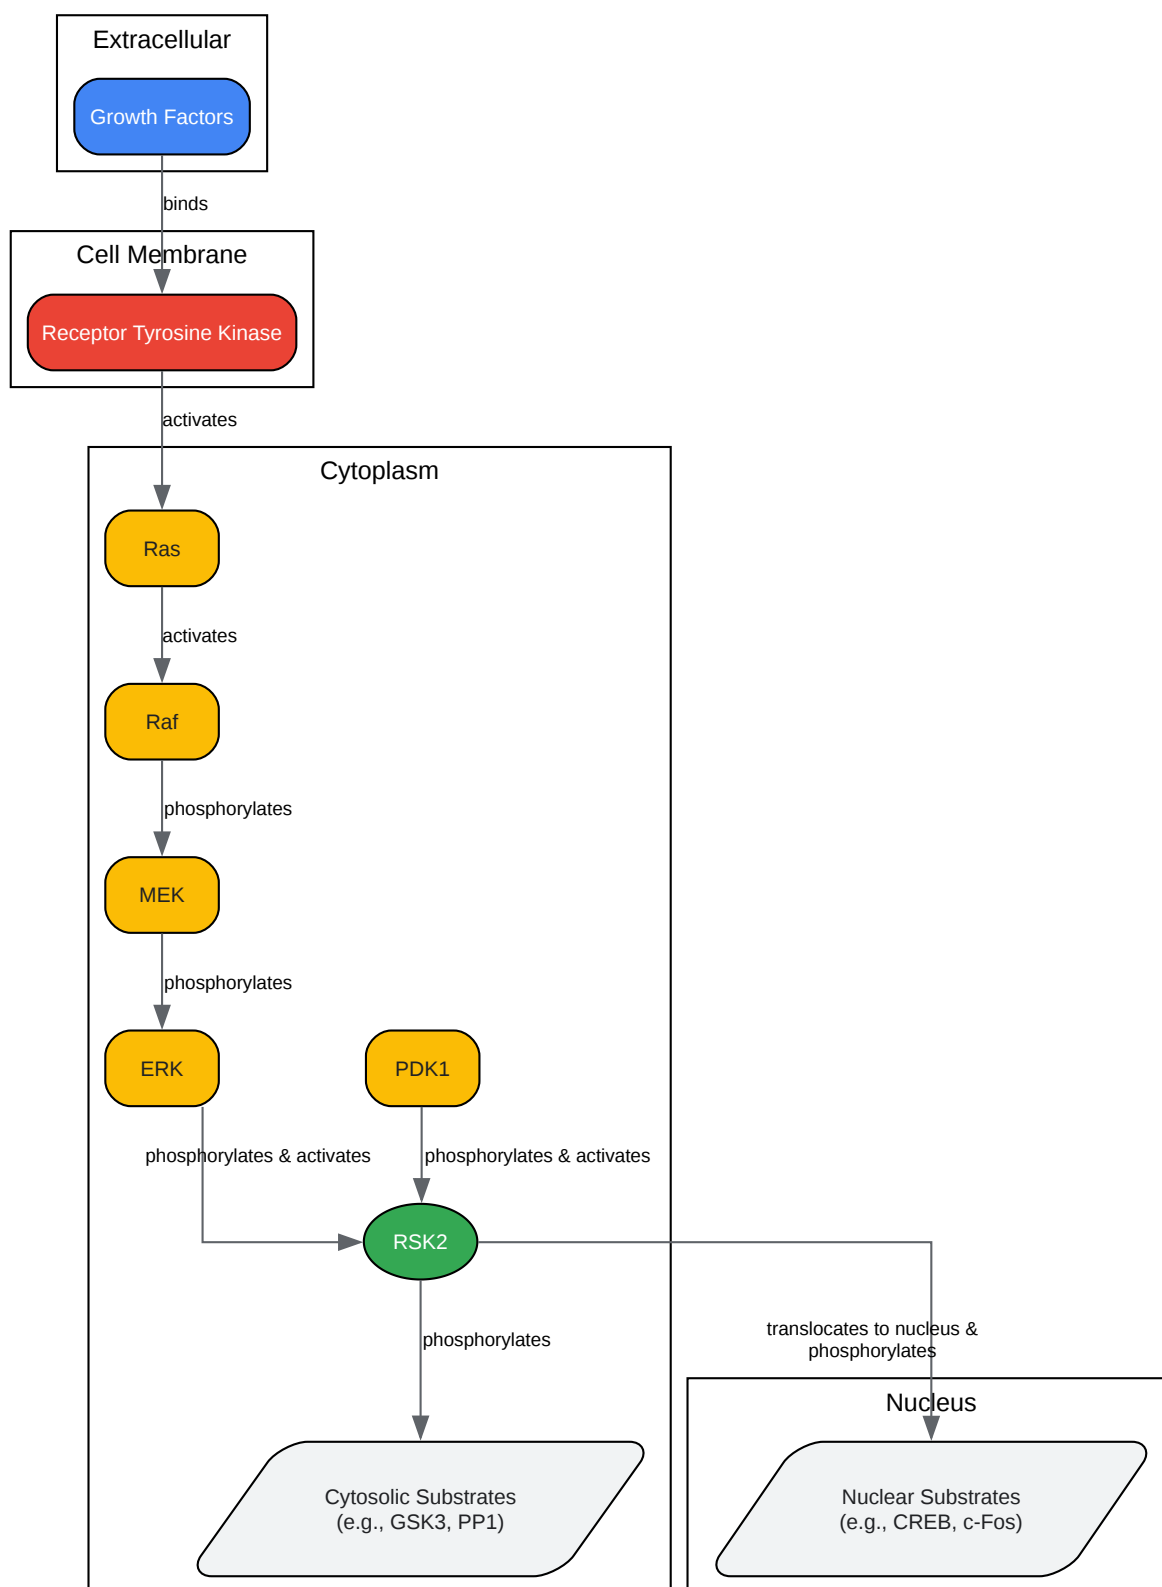 Extracellular
Growth Factors
binds
Cell Membrane
Receptor Tyrosine Kinase
activates
Cytoplasm
Ras
activates
Raf
phosphorylates
MEK
phosphorylates
ERK
PDK1
phosphorylates & activates
phosphorylates & activates
RSK2
phosphorylates
translocates to nucleus &
phosphorylates
Nucleus
Cytosolic Substrates
(e.g., GSK3, PP1)
Nuclear Substrates
(e.g., CREB, c-Fos)